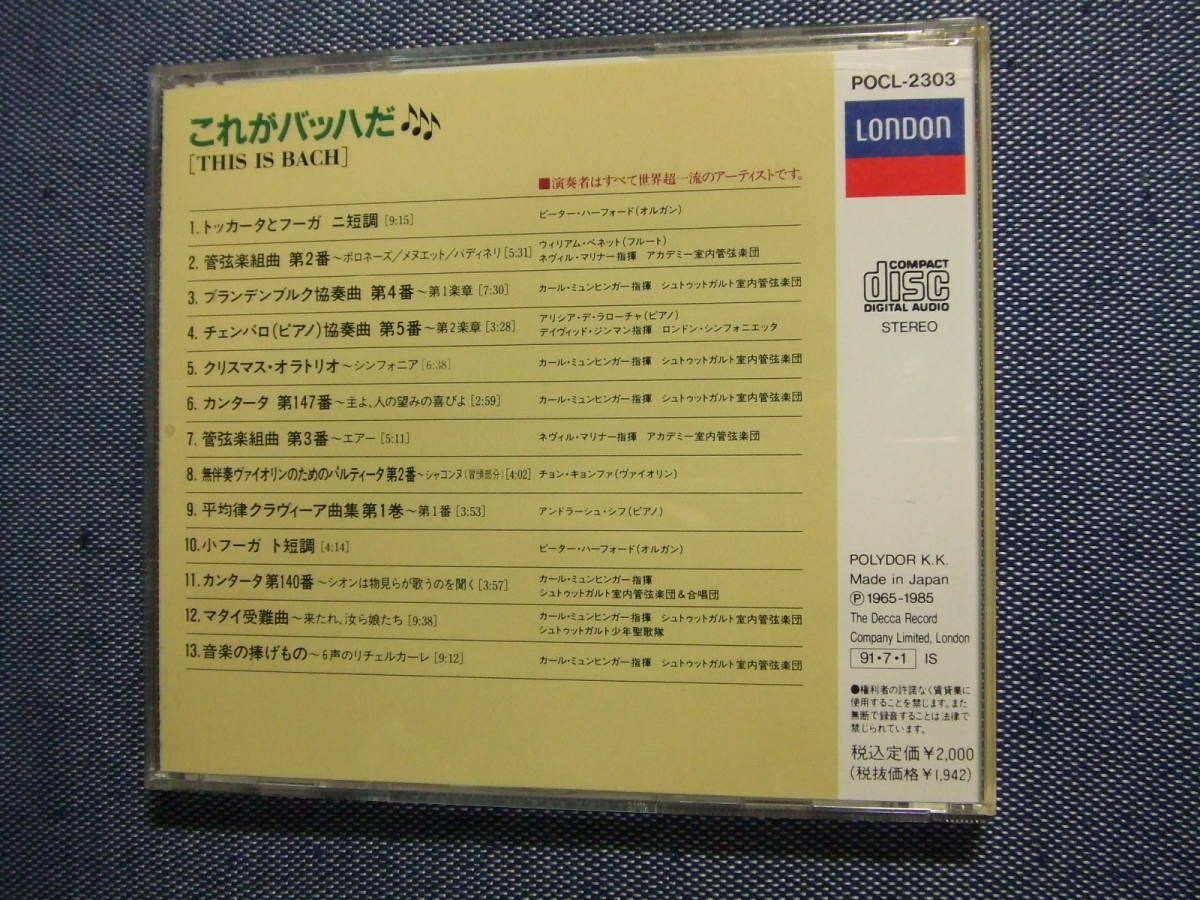 これがバッハだ
[THIS IS BACH]
■演奏者はすべて世界超一流のアーティストです。
1.トッカータとフーガ ニ短調[9:15] ピーター・ハーフォード(オルガン)
2.管弦楽組曲 第2番~ポロネーズ/メヌエット/バディネリ[5:31] ウィリアム・ベネット(フルート)
ネヴィル・マリナー指揮 アカデミー室内管弦楽団
3.ブランデンブルク協奏曲 第4番~第1楽章[7:30] カール・ミュンヒンガー指揮 シュトゥットガルト室内管弦楽団
4.チェンバロ(ピアノ)協奏曲 第5番~第2楽章[3:28] アリシア・デ・ラローチャ(ピアノ)
デイヴィッド・ジンマン指揮 ロンドン・シンフォニエッタ
5.クリスマス・オラトリオ~シンフォニア[6:38] カール・ミュンヒンガー指揮 シュトゥットガルト室内管弦楽団
6.カンタータ 第147番~主よ、人の望みの喜びよ[2:59] カール・ミュンヒンガー指揮 シュトゥットガルト室内管弦楽団
7.管弦楽組曲 第3番~エアー[5:11] ネヴィル・マリナー指揮 アカデミー室内管弦楽団
8.無伴奏ヴァイオリンのためのパルティータ第2番~シャコンヌ(冒頭部分)[4:02] チョン・キョンファ(ヴァイオリン)
9.平均律クラヴィーア曲集第1巻~第1番[3:53] アンドラーシュ・シフ(ピアノ)
10.小フーガ ト短調[4:14] ピーター・ハーフォード(オルガン)
11.カンタータ第140番~シオンは物見らが歌うのを聞く[3:57] カール・ミュンヒンガー指揮
シュトゥットガルト室内管弦楽団&合唱団
12.マタイ受難曲~来たれ、汝ら娘たち[9:38] カール・ミュンヒンガー指揮 シュトゥットガルト室内管弦楽団
シュトゥットガルト少年聖歌隊
13.音楽の捧げもの~6声のリチェルカーレ[9:12] カール・ミュンヒンガー指揮 シュトゥットガルト室内管弦楽団
POCL-2303
LONDON
COMPACT
disc
DIGITAL AUDIO
STEREO
POLYDOR K.K.
Made in Japan
Ⓟ1965-1985
The Decca Record
Company Limited, London
91・7・1 IS
●権利者の許諾なく賃貸業に
使用することを禁じます。また
無断で録音することは法律で
禁じられています。
税込定価¥2,000
(税抜価格¥1,942)